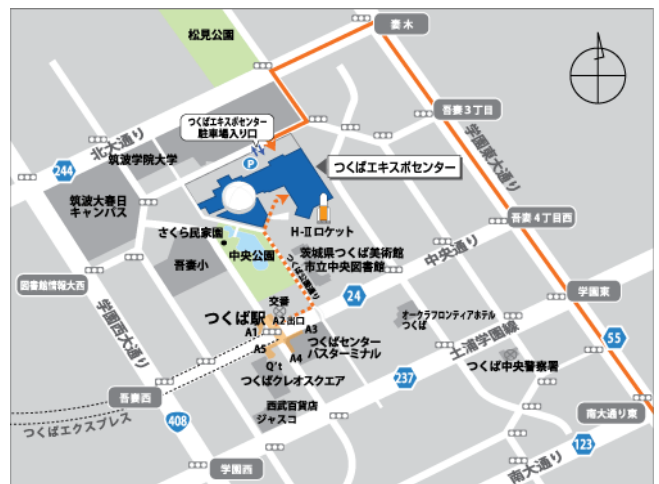 松見公園
妻木
つくばエキスポセンター
駐車場入り口
吾妻3丁目
北大通り
学園東大通り
筑波学院大学
P
つくばエキスポセンター
244
筑波大春日
キャンパス
さくら民家園
H-Ⅱロケット
吾妻4丁目西
中央公園
茨城県つくば美術館
市立中央図書館
中央通り
吾妻小
つくば公園通り
図書館情報大西
24
学園東
交番
つくば駅
A2出口
A1
A3
オークラフロンティアホテル
つくば
土浦学園線
55
学園西大通り
つくばセンター
バスターミナル
A5
A4
つくば中央警察署
Q't
つくばクレオスクエア
237
吾妻西
西武百貨店
ジャスコ
南大通り東
つくばエクスプレス
408
123
学園西
南大通り